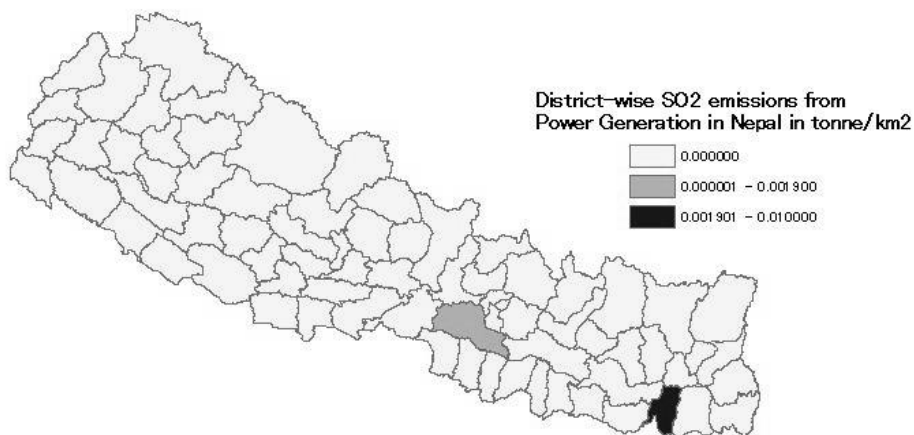 District-wise SO2 emissions from
Power Generation in Nepal in tonne/km2
0.000000
0.000001 - 0.001900
0.001901 - 0.010000